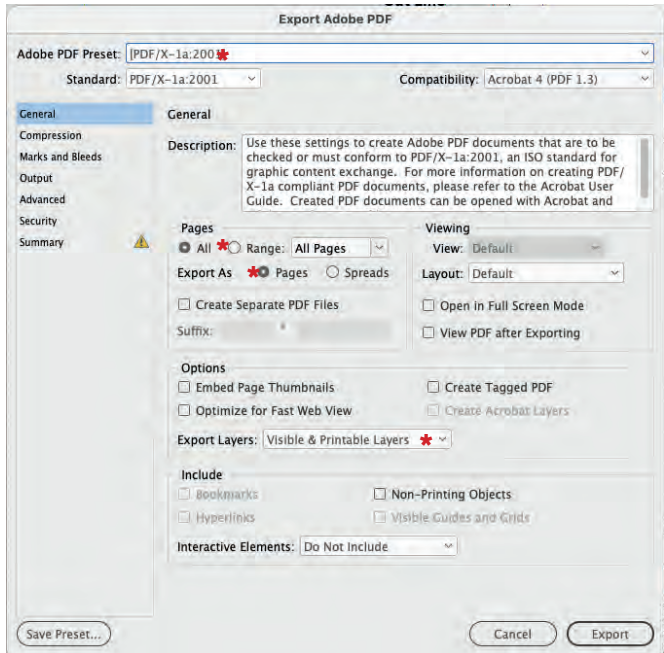 Export Adobe PDF
Adobe PDF Preset: [PDF/X-1a:200
Standard: PDF/X-1a:2001 Compatibility: Acrobat 4 (PDF 1.3)
General
Compression
Marks and Bleeds
Output
Advanced
Security
Summary
General
Description: Use these settings to create Adobe PDF documents that are to be
checked or must conform to PDF/X-1a:2001, an ISO standard for
graphic content exchange. For more information on creating PDF/
X-1a compliant PDF documents, please refer to the Acrobat User
Guide. Created PDF documents can be opened with Acrobat and
Pages
All Range: All Pages
Export As Pages Spreads
Create Separate PDF Files
Suffix:
Viewing
View: Default
Layout: Default
Open in Full Screen Mode
View PDF after Exporting
Options
Embed Page Thumbnails Create Tagged PDF
Optimize for Fast Web View Create Acrobat Layers
Export Layers: Visible & Printable Layers
Include
Bookmarks Non-Printing Objects
Hyperlinks Visible Guides and Grids
Interactive Elements: Do Not Include
Save Preset... Cancel Export